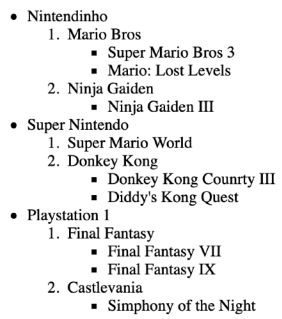 • Nintendinho
1. Mario Bros
▪ Super Mario Bros 3
▪ Mario: Lost Levels
2. Ninja Gaiden
▪ Ninja Gaiden III
• Super Nintendo
1. Super Mario World
2. Donkey Kong
▪ Donkey Kong Counrty III
▪ Diddy's Kong Quest
• Playstation 1
1. Final Fantasy
▪ Final Fantasy VII
▪ Final Fantasy IX
2. Castlevania
▪ Simphony of the Night